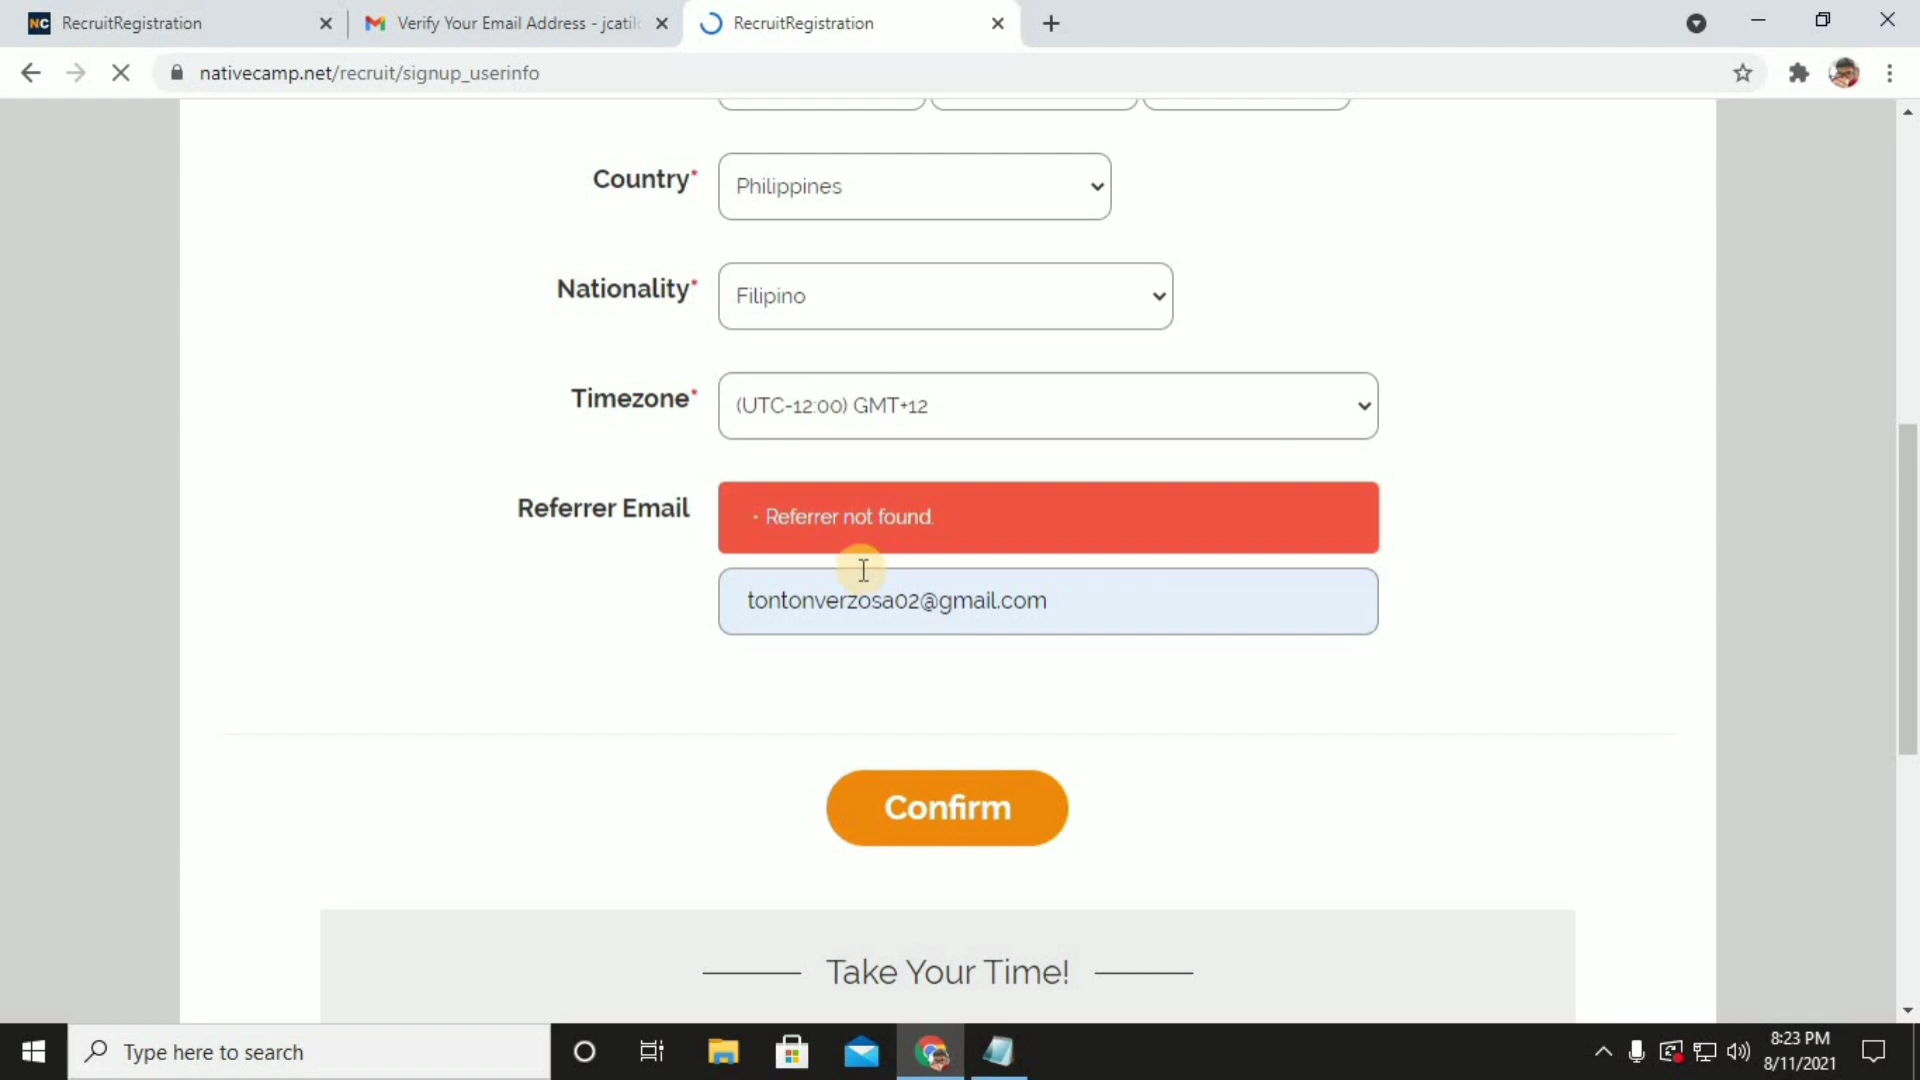 RecruitRegistration
Verify Your Email Address - jcatil
RecruitRegistration
nativecamp.net/recruit/signup_userinfo
Country*
Philippines
Nationality*
Filipino
Timezone*
(UTC-12:00) GMT+12
Referrer Email
· Referrer not found.
tontonverzosa02@gmail.com
Confirm
Take Your Time!
Type here to search
8:23 PM
8/11/2021